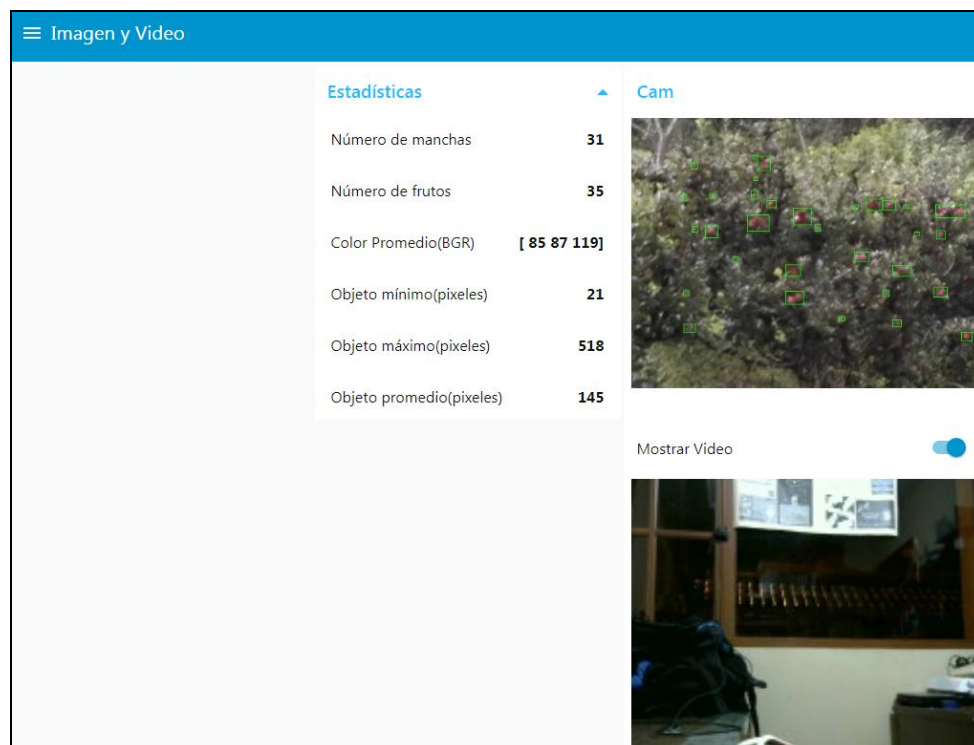 Imagen y Video
Estadísticas
Número de manchas 31
Número de frutos 35
Color Promedio(BGR) [ 85 87 119]
Objeto mínimo(pixeles) 21
Objeto máximo(pixeles) 518
Objeto promedio(pixeles) 145
Cam
Mostrar Video